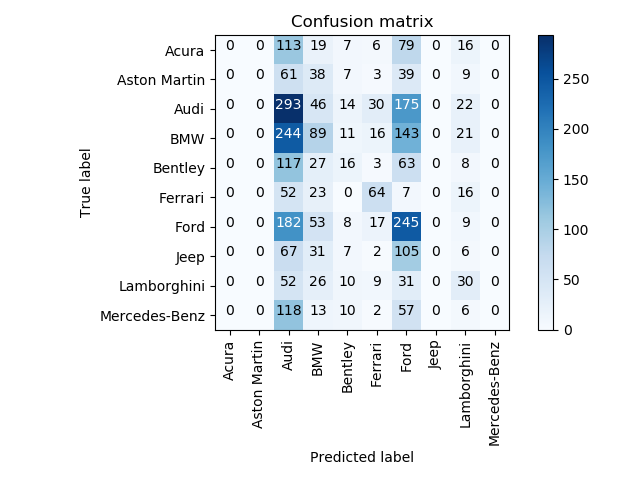 Confusion matrix
Acura 0 0 113 19 7 6 79 0 16 0
Aston Martin 0 0 61 38 7 3 39 0 9 0
Audi 0 0 293 46 14 30 175 0 22 0
BMW 0 0 244 89 11 16 143 0 21 0
Bentley 0 0 117 27 16 3 63 0 8 0
Ferrari 0 0 52 23 0 64 7 0 16 0
Ford 0 0 182 53 8 17 245 0 9 0
Jeep 0 0 67 31 7 2 105 0 6 0
Lamborghini 0 0 52 26 10 9 31 0 30 0
Mercedes-Benz 0 0 118 13 10 2 57 0 6 0
True label
Acura
Aston Martin
Audi
BMW
Bentley
Ferrari
Ford
Jeep
Lamborghini
Mercedes-Benz
Predicted label
250
200
150
100
50
0